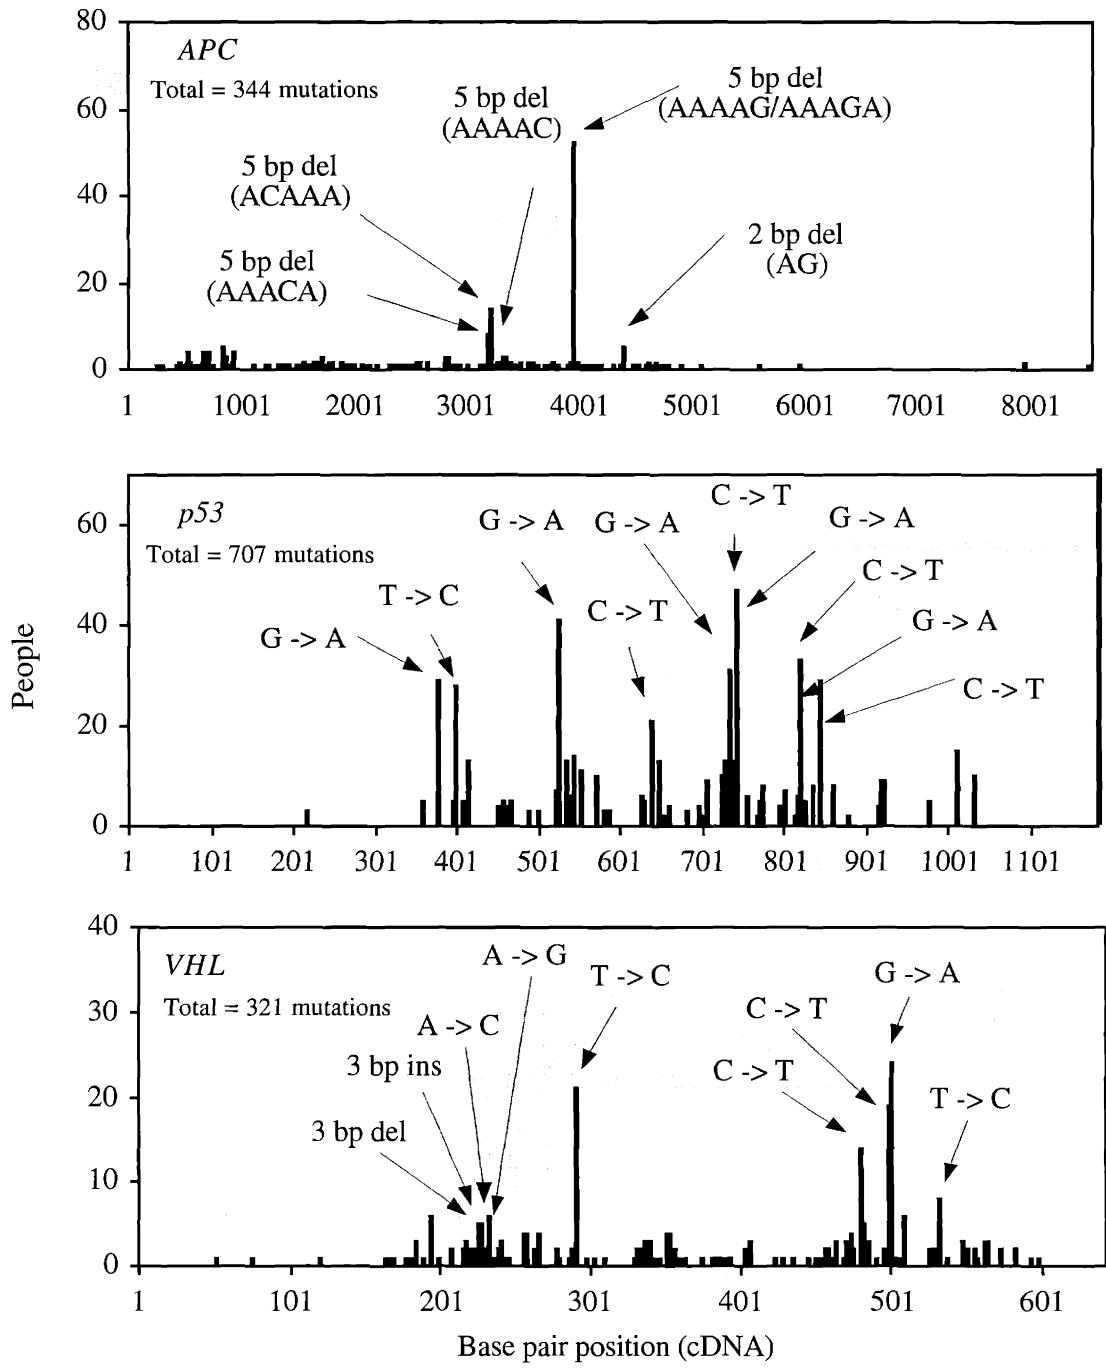 80
APC
Total = 344 mutations
5 bp del
(AAAAG/AAAGA)
5 bp del
(AAAAC)
60
5 bp del
(ACAAA)
40
2 bp del
(AG)
5 bp del
(AAACA)
20
0
1 1001 2001 3001 4001 5001 6001 7001 8001
p53
Total = 707 mutations
C -> T
G -> A
G -> A
G -> A
60
C -> T
T -> C
C -> T
G -> A
G -> A
40
C -> T
20
0
1 101 201 301 401 501 601 701 801 901 1001 1101
People
40
VHL
Total = 321 mutations
A -> G
T -> C
G -> A
C -> T
30
A -> C
3 bp ins
C -> T
T -> C
20
3 bp del
10
0
1 101 201 301 401 501 601
Base pair position (cDNA)